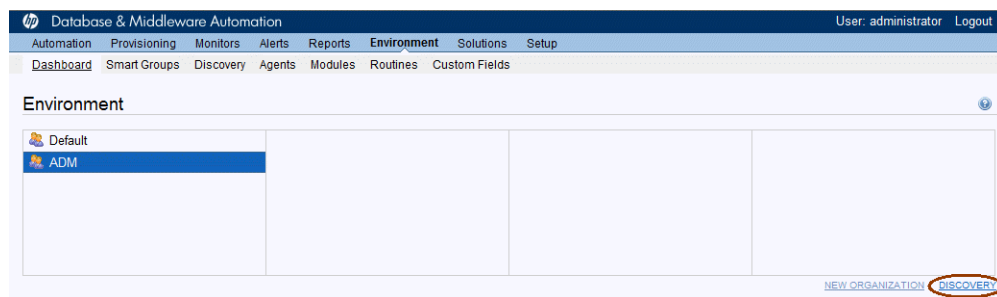 hp Database & Middleware Automation User: administrator Logout
Automation Provisioning Monitors Alerts Reports Environment Solutions Setup
Dashboard Smart Groups Discovery Agents Modules Routines Custom Fields
Environment
Default
ADM
NEW ORGANIZATION DISCOVERY